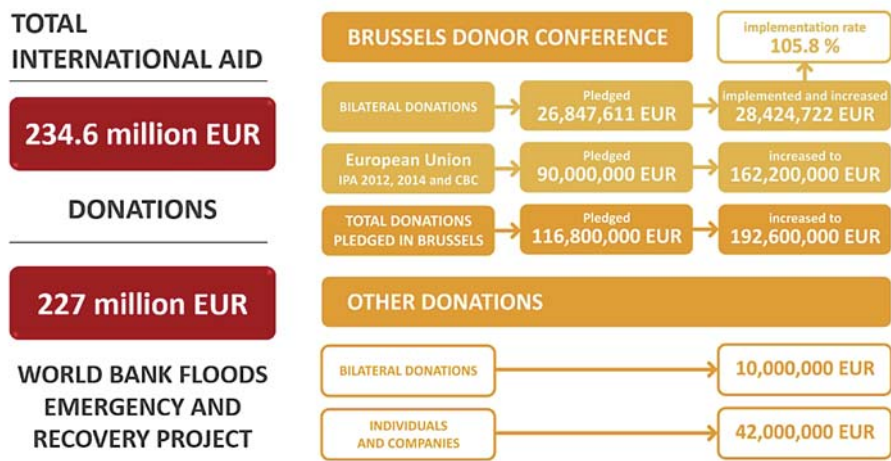 TOTAL
INTERNATIONAL AID
234.6 million EUR
DONATIONS
227 million EUR
WORLD BANK FLOODS
EMERGENCY AND
RECOVERY PROJECT
BRUSSELS DONOR CONFERENCE
implementation rate
105.8 %
BILATERAL DONATIONS
Pledged
26,847,611 EUR
implemented and increased
28,424,722 EUR
European Union
IPA 2012, 2014 and CBC
Pledged
90,000,000 EUR
increased to
162,200,000 EUR
TOTAL DONATIONS
PLEDGED IN BRUSSELS
Pledged
116,800,000 EUR
increased to
192,600,000 EUR
OTHER DONATIONS
BILATERAL DONATIONS
10,000,000 EUR
INDIVIDUALS
AND COMPANIES
42,000,000 EUR